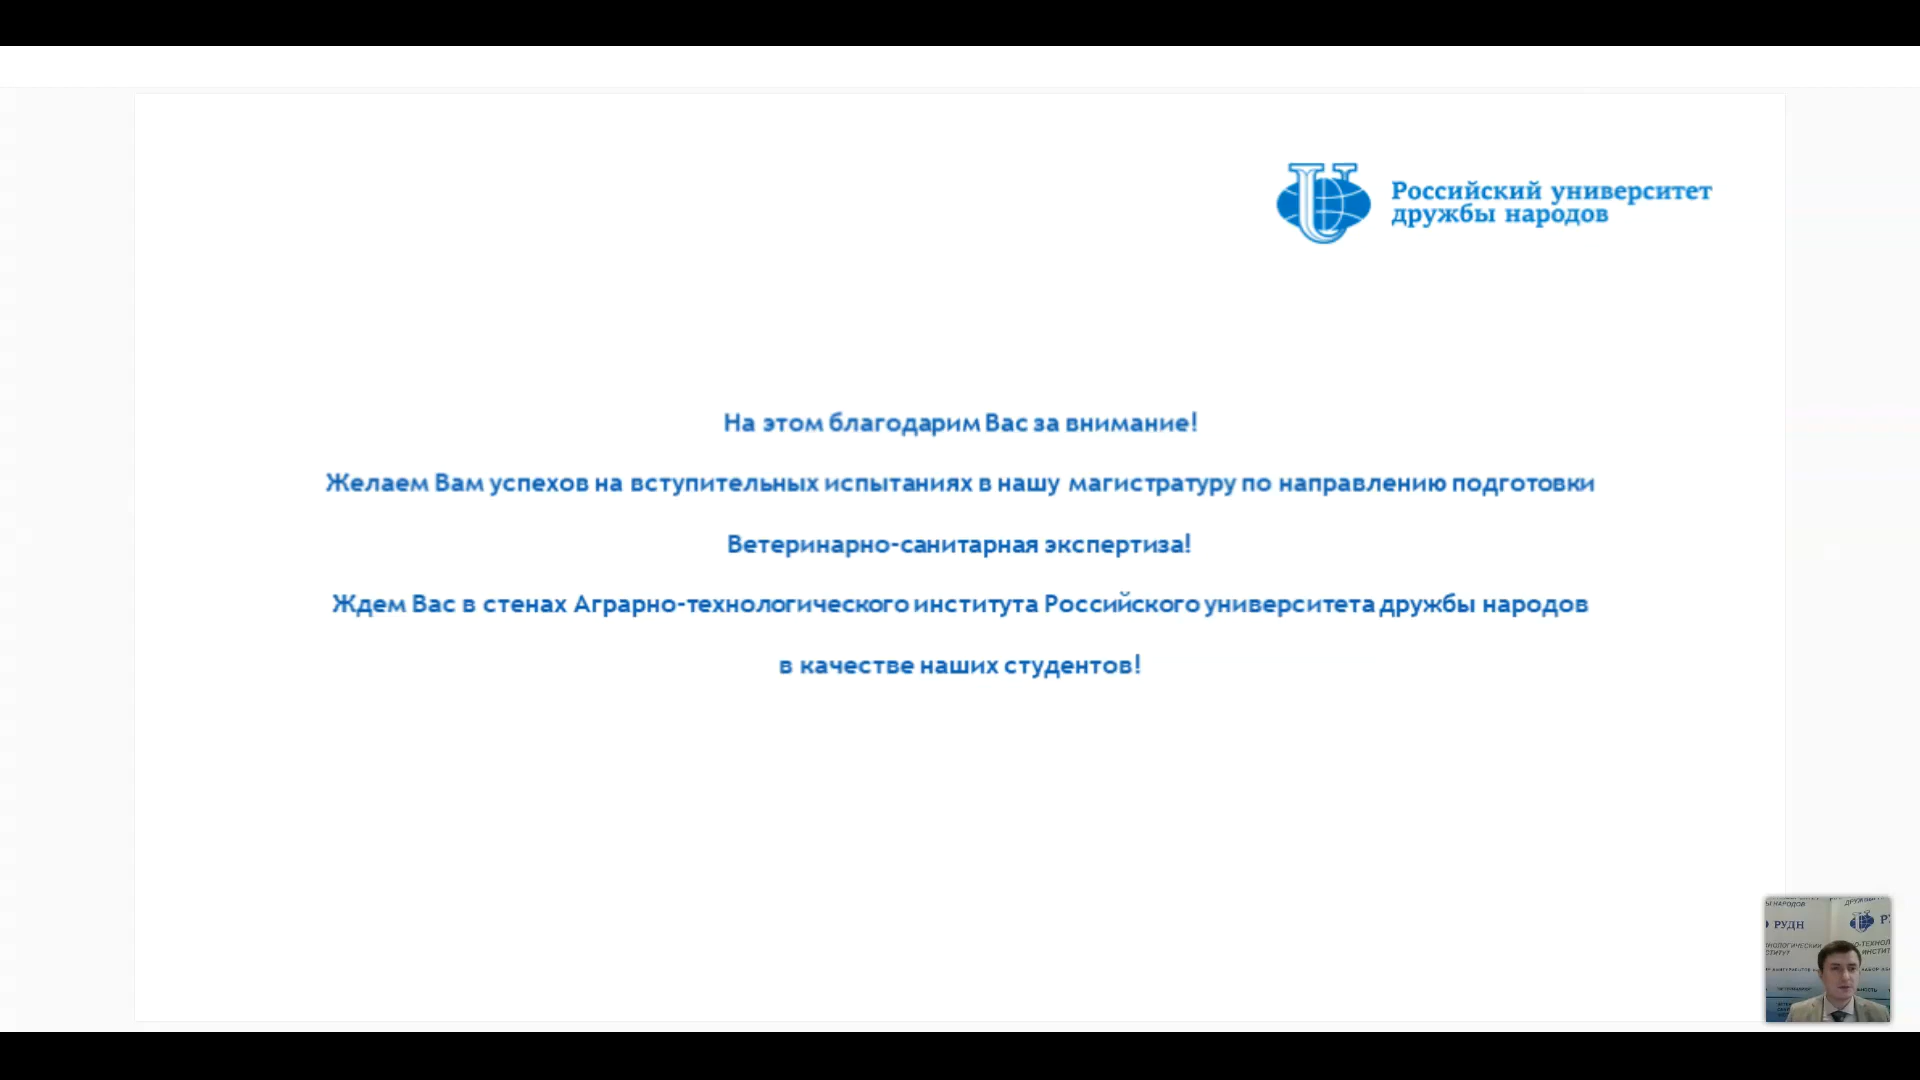 Российский университет
дружбы народов
На этом благодарим Вас за внимание!
Желаем Вам успехов на вступительных испытаниях в нашу магистратуру по направлению подготовки
Ветеринарно-санитарная экспертиза!
Ждем Вас в стенах Аграрно-технологического института Российского университета дружбы народов
в качестве наших студентов!
РУДН